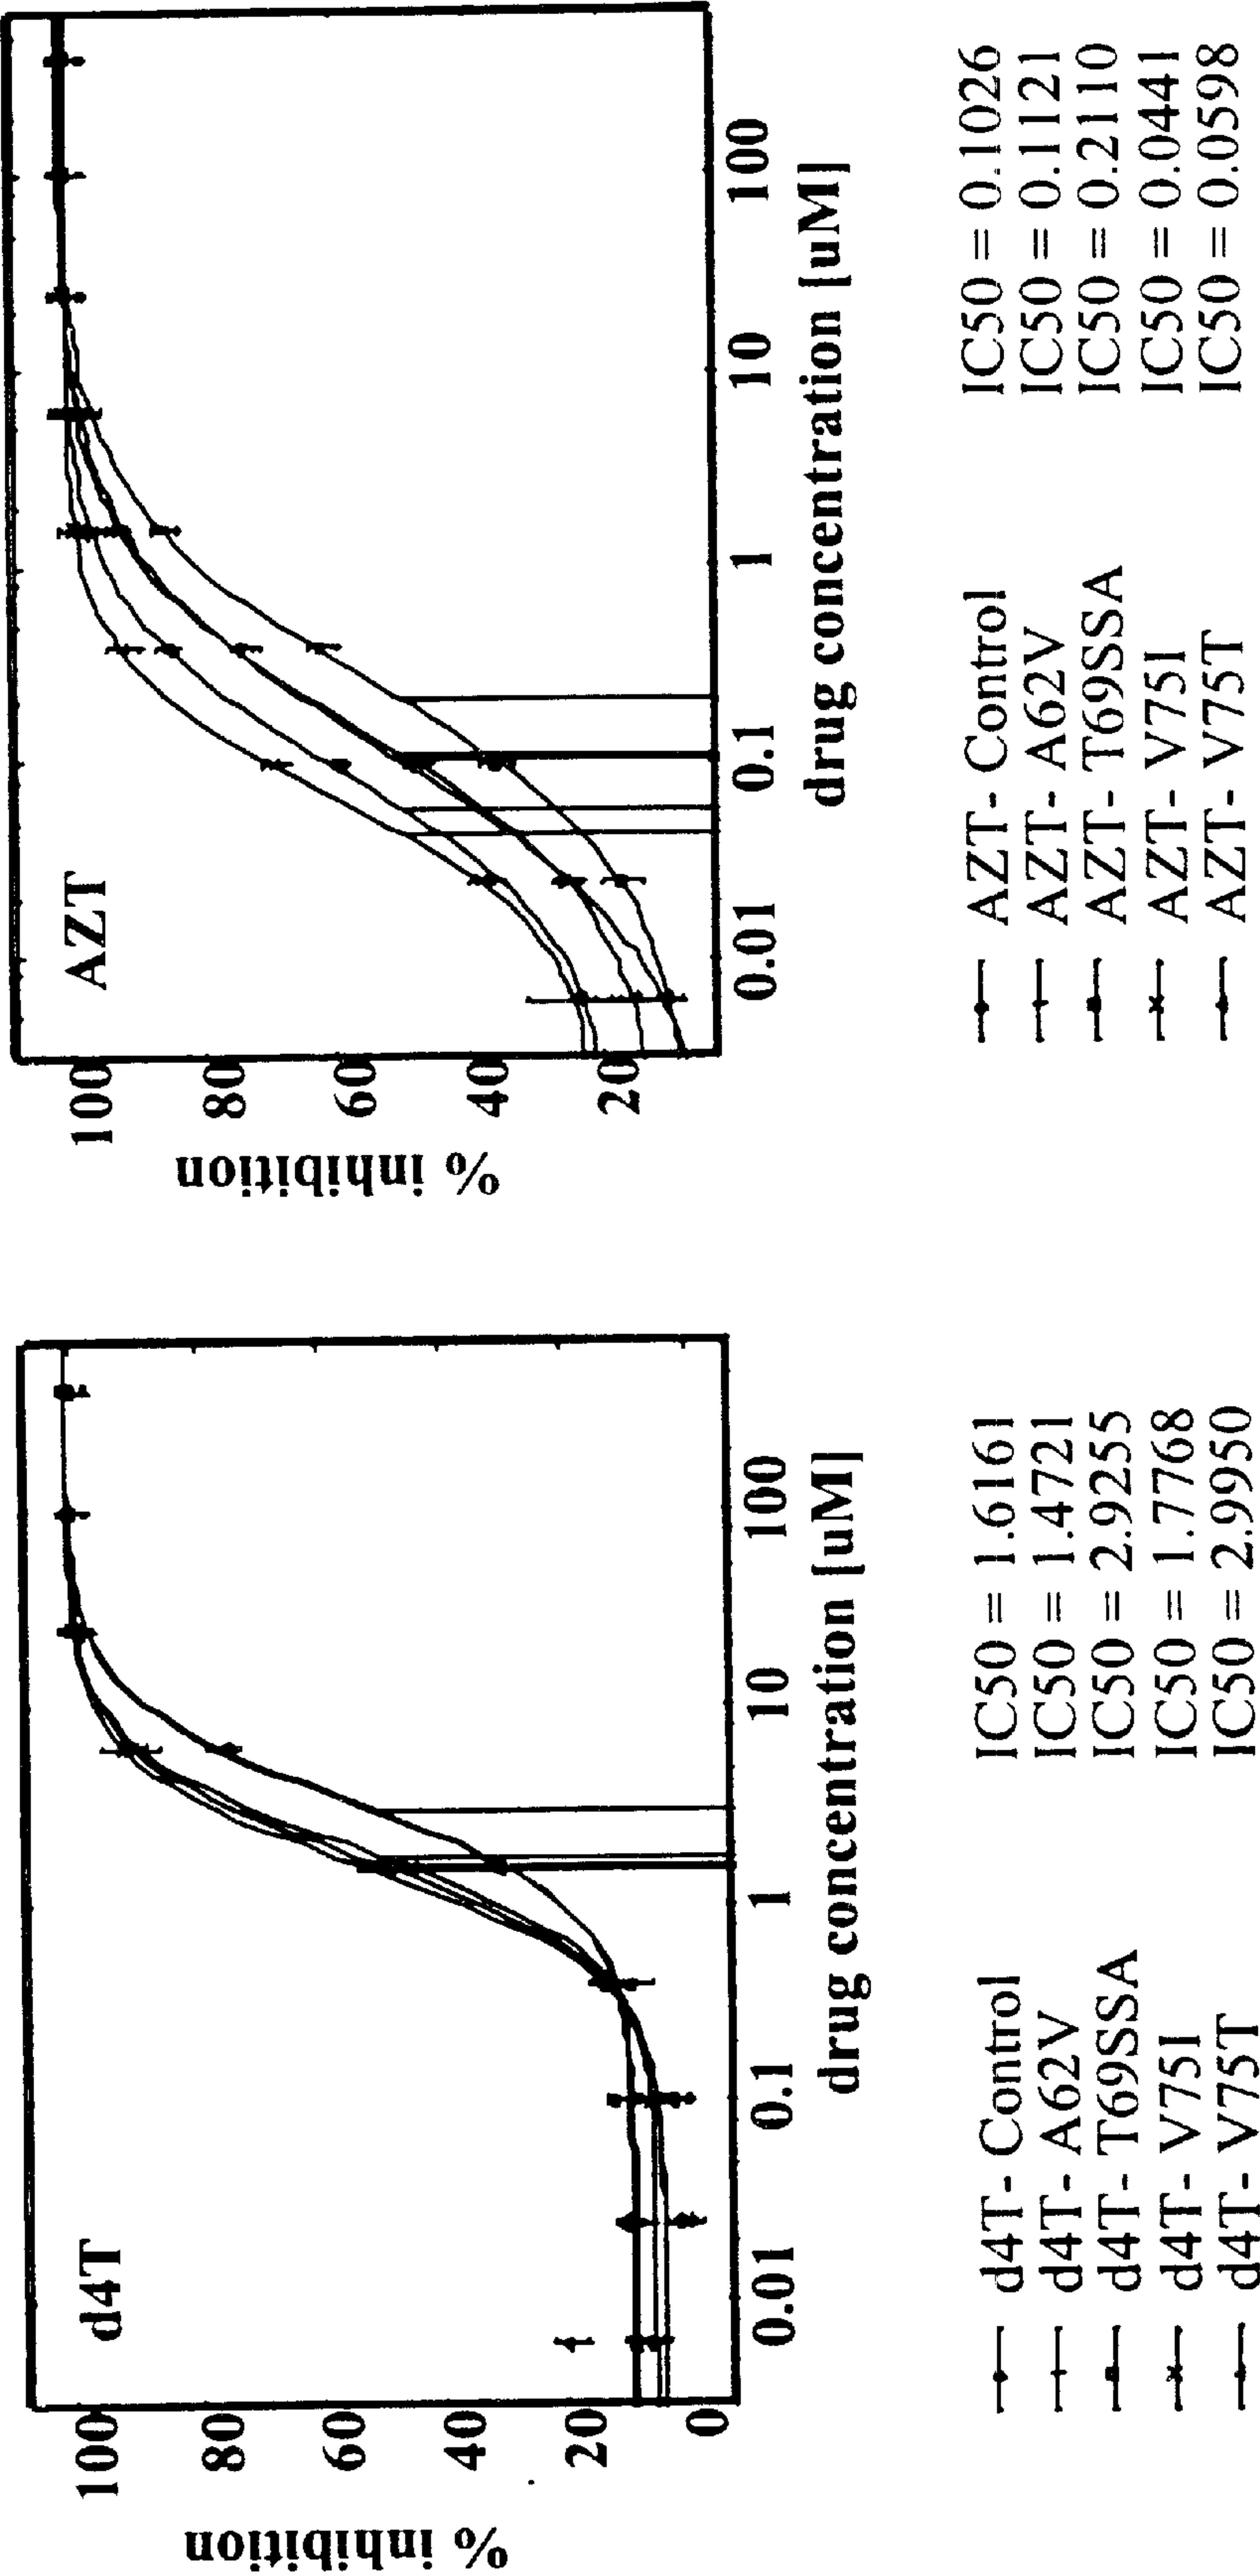 d4T
% inhibition
100
80
60
40
20
0
0.01
0.1
1
10
100
drug concentration [uM]
d4T- Control IC50 = 1.6161
d4T- A62V IC50 = 1.4721
d4T- T69SSA IC50 = 2.9255
d4T- V75I IC50 = 1.7768
d4T- V75T IC50 = 2.9950
AZT
% inhibition
100
80
60
40
20
0.01
0.1
1
10
100
drug concentration [uM]
AZT- Control IC50 = 0.1026
AZT- A62V IC50 = 0.1121
AZT- T69SSA IC50 = 0.2110
AZT- V75I IC50 = 0.0441
AZT- V75T IC50 = 0.0598